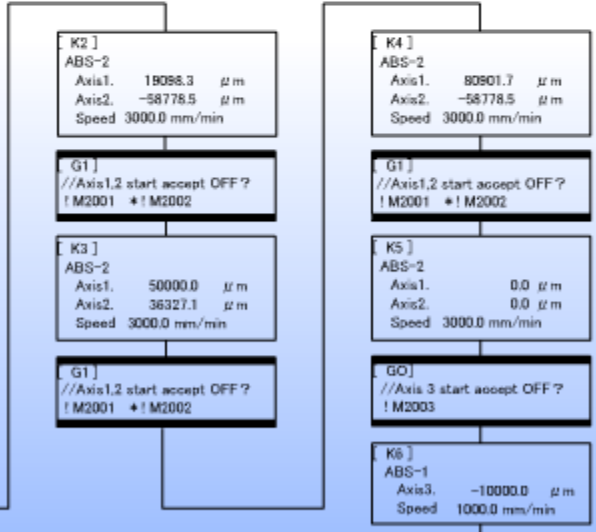 [ K2 ]
ABS-2
Axis1. 19098.3 μm
Axis2. -58778.5 μm
Speed 3000.0 mm/min
[ G1 ]
//Axis1,2 start accept OFF?
!M2001 *!M2002
[ K3 ]
ABS-2
Axis1. 50000.0 μm
Axis2. 36327.1 μm
Speed 3000.0 mm/min
[ G1 ]
//Axis1,2 start accept OFF?
!M2001 *!M2002
[ K4 ]
ABS-2
Axis1. 80901.7 μm
Axis2. -58778.5 μm
Speed 3000.0 mm/min
[ G1 ]
//Axis1,2 start accept OFF?
!M2001 *!M2002
[ K5 ]
ABS-2
Axis1. 0.0 μm
Axis2. 0.0 μm
Speed 3000.0 mm/min
[ G0]
//Axis 3 start accept OFF?
!M2003
[ K6 ]
ABS-1
Axis3. -10000.0 μm
Speed 1000.0 mm/min